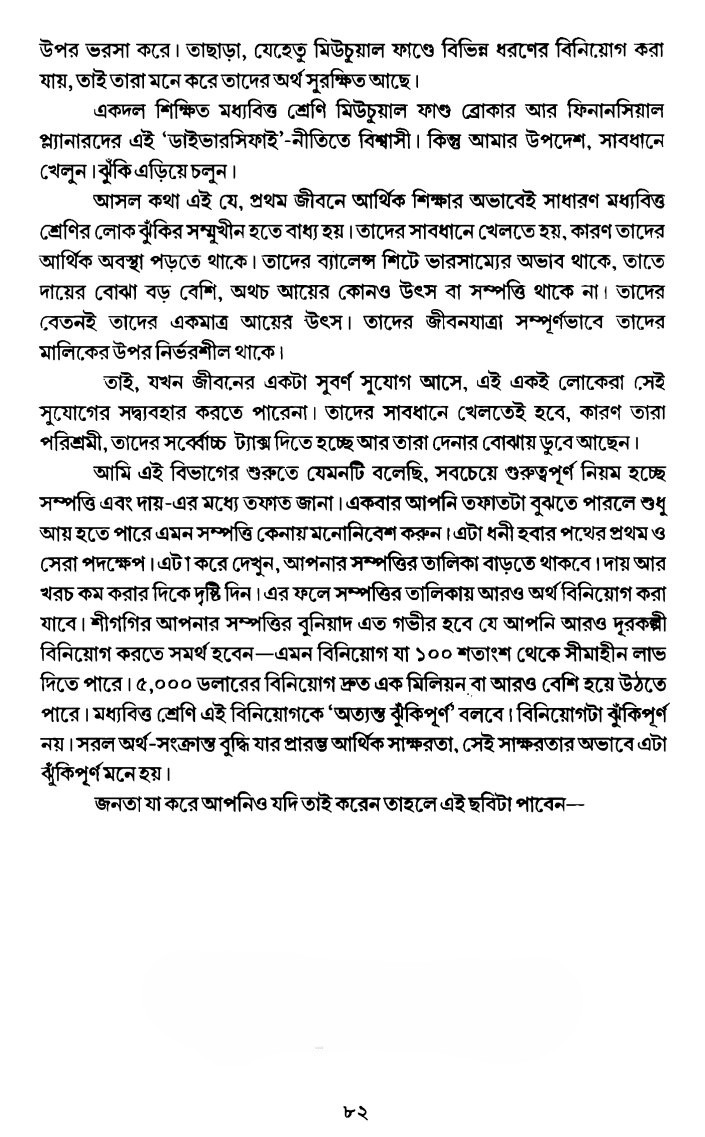 উপর ভরসা করে। তাছাড়া, যেহেতু মিউচুয়াল ফাণ্ডে বিভিন্ন ধরণের বিনিয়োগ করা
যায়, তাই তারা মনে করে তাদের অর্থ সুরক্ষিত আছে।
একদল শিক্ষিত মধ্যবিত্ত শ্রেণি মিউচুয়াল ফাণ্ড ব্রোকার আর ফিনানসিয়াল
প্ল্যানারদের এই ‘ডাইভারসিফাই’-নীতিতে বিশ্বাসী। কিন্তু আমার উপদেশ, সাবধানে
খেলুন। ঝুঁকি এড়িয়ে চলুন।
আসল কথা এই যে, প্রথম জীবনে আর্থিক শিক্ষার অভাবেই সাধারণ মধ্যবিত্ত
শ্রেণির লোক ঝুঁকির সম্মুখীন হতে বাধ্য হয়। তাদের সাবধানে খেলতে হয়, কারণ তাদের
আর্থিক অবস্থা পড়তে থাকে। তাদের ব্যালেন্স শিটে ভারসাম্যের অভাব থাকে, তাতে
দায়ের বোঝা বড় বেশি, অথচ আয়ের কোনও উৎস বা সম্পত্তি থাকে না। তাদের
বেতনই তাদের একমাত্র আয়ের উৎস। তাদের জীবনযাত্রা সম্পূর্ণভাবে তাদের
মালিকের উপর নির্ভরশীল থাকে।
তাই, যখন জীবনের একটা সুবর্ণ সুযোগ আসে, এই একই লোকেরা সেই
সুযোগের সদ্ব্যবহার করতে পারেনা। তাদের সাবধানে খেলতেই হবে, কারণ তারা
পরিশ্রমী, তাদের সর্ব্বোচ্চ ট্যাক্স দিতে হচ্ছে আর তারা দেনার বোঝায় ডুবে আছেন।
আমি এই বিভাগের শুরুতে যেমনটি বলেছি, সবচেয়ে গুরুত্বপূর্ণ নিয়ম হচ্ছে
সম্পত্তি এবং দায়-এর মধ্যে তফাত জানা। একবার আপনি তফাতটা বুঝতে পারলে শুধু
আয় হতে পারে এমন সম্পত্তি কেনায় মনোনিবেশ করুন। এটা ধনী হবার পথের প্রথম ও
সেরা পদক্ষেপ। এটা করে দেখুন, আপনার সম্পত্তির তালিকা বাড়তে থাকবে। দায় আর
খরচ কম করার দিকে দৃষ্টি দিন। এর ফলে সম্পত্তির তালিকায় আরও অর্থ বিনিয়োগ করা
যাবে। শীগগির আপনার সম্পত্তির বুনিয়াদ এত গভীর হবে যে আপনি আরও দূরকল্পী
বিনিয়োগ করতে সমর্থ হবেন—এমন বিনিয়োগ যা ১০০ শতাংশ থেকে সীমাহীন লাভ
দিতে পারে। ৫,০০০ ডলারের বিনিয়োগ দ্রুত এক মিলিয়ন বা আরও বেশি হয়ে উঠতে
পারে। মধ্যবিত্ত শ্রেণি এই বিনিয়োগকে ‘অত্যন্ত ঝুঁকিপূর্ণ’ বলবে। বিনিয়োগটা ঝুঁকিপূর্ণ
নয়। সরল অর্থ-সংক্রান্ত বুদ্ধি যার প্রারম্ভ আর্থিক সাক্ষরতা, সেই সাক্ষরতার অভাবে এটা
ঝুঁকিপূর্ণ মনে হয়।
জনতা যা করে আপনিও যদি তাই করেন তাহলে এই ছবিটা পাবেন—
৮২